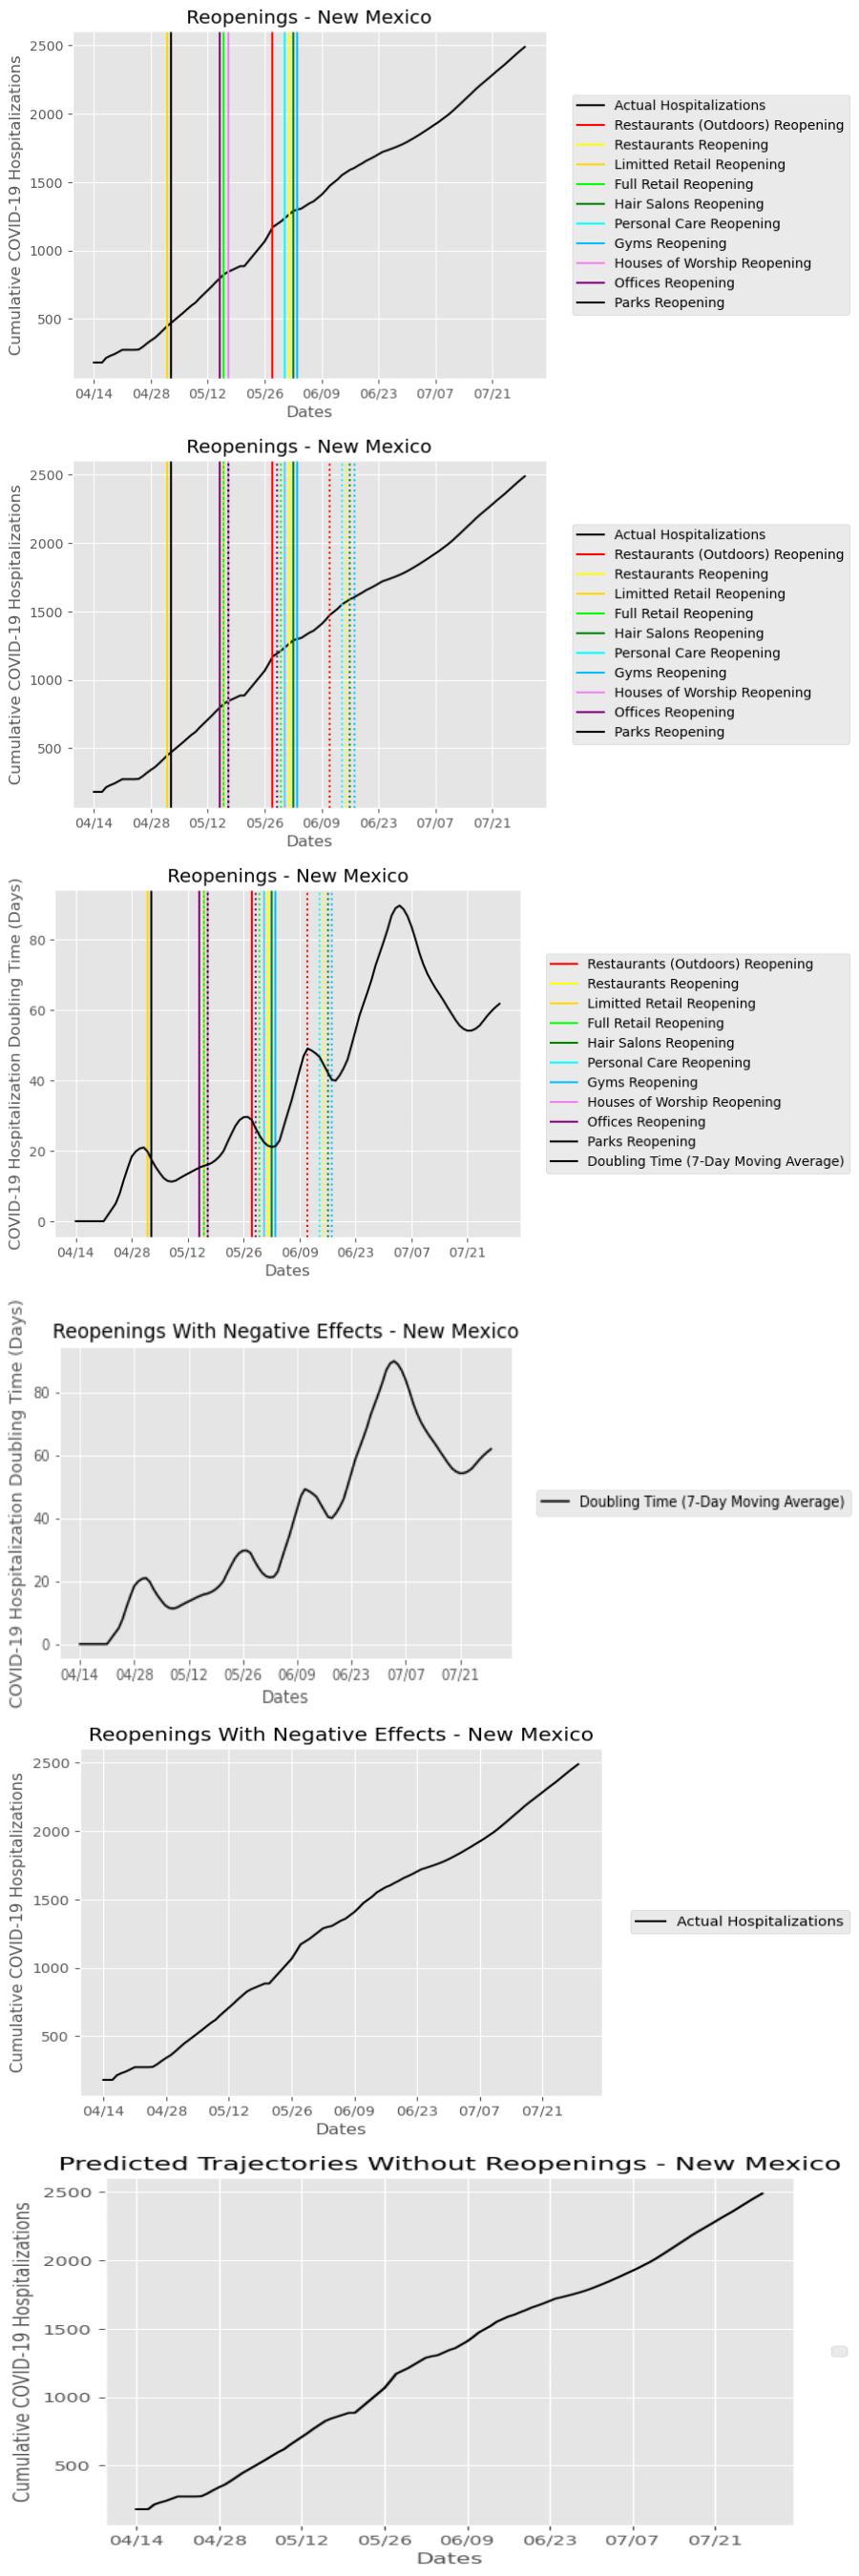 Reopenings - New Mexico
Cumulative COVID-19 Hospitalizations
2500
2000
1500
1000
500
04/14 04/28 05/12 05/26 06/09 06/23 07/07 07/21
Dates
Actual Hospitalizations
Restaurants (Outdoors) Reopening
Restaurants Reopening
Limitted Retail Reopening
Full Retail Reopening
Hair Salons Reopening
Personal Care Reopening
Gyms Reopening
Houses of Worship Reopening
Offices Reopening
Parks Reopening
Reopenings - New Mexico
Cumulative COVID-19 Hospitalizations
2500
2000
1500
1000
500
04/14 04/28 05/12 05/26 06/09 06/23 07/07 07/21
Dates
Actual Hospitalizations
Restaurants (Outdoors) Reopening
Restaurants Reopening
Limitted Retail Reopening
Full Retail Reopening
Hair Salons Reopening
Personal Care Reopening
Gyms Reopening
Houses of Worship Reopening
Offices Reopening
Parks Reopening
Reopenings - New Mexico
COVID-19 Hospitalization Doubling Time (Days)
80
60
40
20
0
04/14 04/28 05/12 05/26 06/09 06/23 07/07 07/21
Dates
Restaurants (Outdoors) Reopening
Restaurants Reopening
Limitted Retail Reopening
Full Retail Reopening
Hair Salons Reopening
Personal Care Reopening
Gyms Reopening
Houses of Worship Reopening
Offices Reopening
Parks Reopening
Doubling Time (7-Day Moving Average)
Reopenings With Negative Effects - New Mexico
COVID-19 Hospitalization Doubling Time (Days)
80
60
40
20
0
04/14 04/28 05/12 05/26 06/09 06/23 07/07 07/21
Dates
Doubling Time (7-Day Moving Average)
Reopenings With Negative Effects - New Mexico
Cumulative COVID-19 Hospitalizations
2500
2000
1500
1000
500
04/14 04/28 05/12 05/26 06/09 06/23 07/07 07/21
Dates
Actual Hospitalizations
Predicted Trajectories Without Reopenings - New Mexico
Cumulative COVID-19 Hospitalizations
2500
2000
1500
1000
500
04/14 04/28 05/12 05/26 06/09 06/23 07/07 07/21
Dates